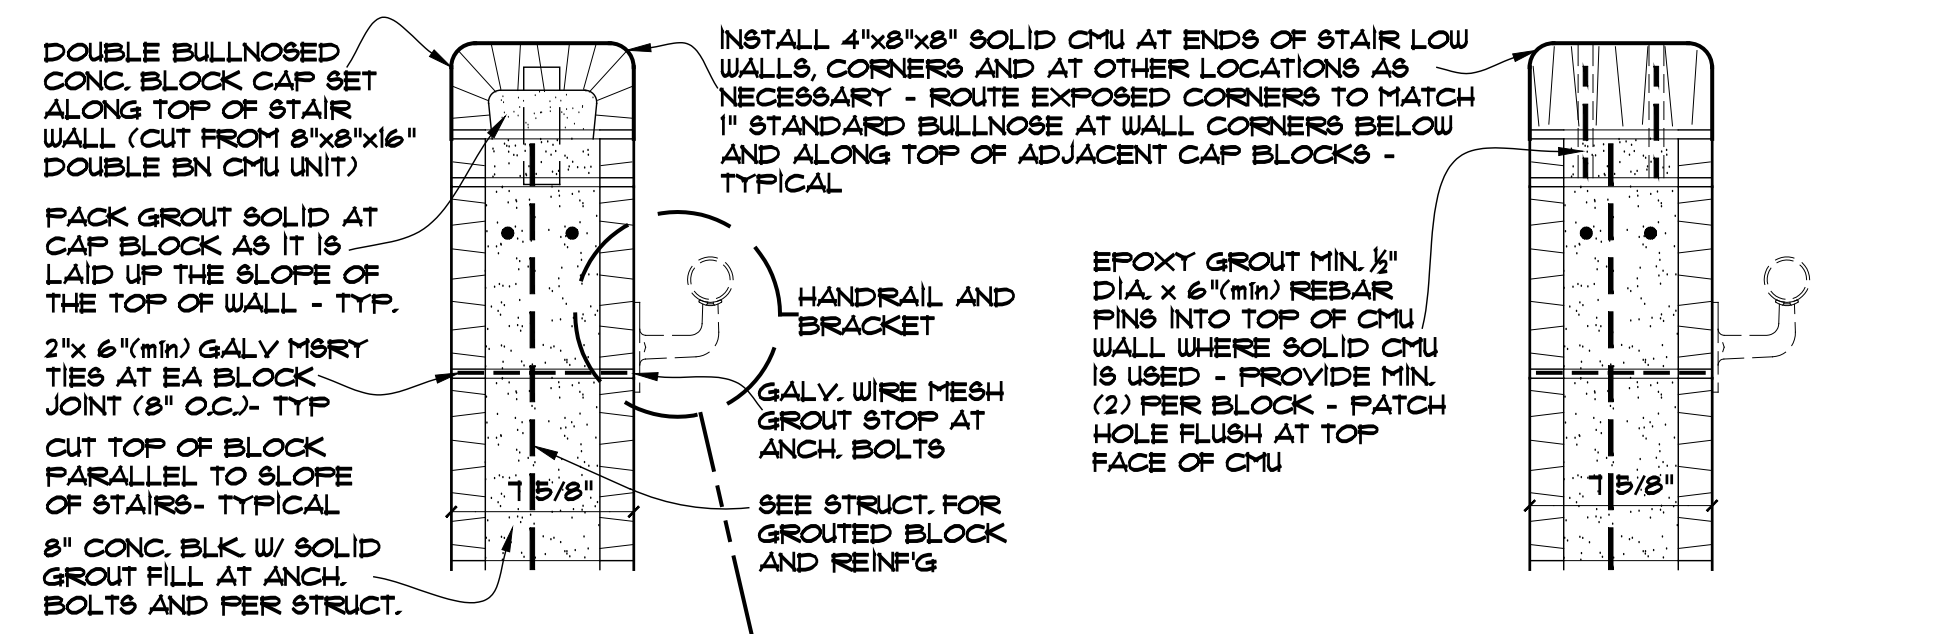 DOUBLE BULLNOSED
CONC. BLOCK CAP SET
ALONG TOP OF STAIR
WALL (CUT FROM 8"x8"x16"
DOUBLE BN CMU UNIT)
PACK GROUT SOLID AT
CAP BLOCK AS IT IS
LAID UP THE SLOPE OF
THE TOP OF WALL - TYP.
2"x 6"(min) GALV MSRY
TIES AT EA BLOCK
JOINT (8" O.C.)- TYP
CUT TOP OF BLOCK
PARALLEL TO SLOPE
OF STAIRS- TYPICAL
8" CONC. BLK. W/ SOLID
GROUT FILL AT ANCH.
BOLTS AND PER STRUCT.
7 5/8"
INSTALL 4"x8"x8" SOLID CMU AT ENDS OF STAIR LOW
WALLS, CORNERS AND AT OTHER LOCATIONS AS
NECESSARY - ROUTE EXPOSED CORNERS TO MATCH
1" STANDARD BULLNOSE AT WALL CORNERS BELOW
AND ALONG TOP OF ADJACENT CAP BLOCKS -
TYPICAL
HANDRAIL AND
BRACKET
GALV. WIRE MESH
GROUT STOP AT
ANCH. BOLTS
SEE STRUCT. FOR
GROUTED BLOCK
AND REINF'G
EPOXY GROUT MIN. ½"
DIA. x 6"(min) REBAR
PINS INTO TOP OF CMU
WALL WHERE SOLID CMU
IS USED - PROVIDE MIN.
(2) PER BLOCK - PATCH
HOLE FLUSH AT TOP
FACE OF CMU
7 5/8"